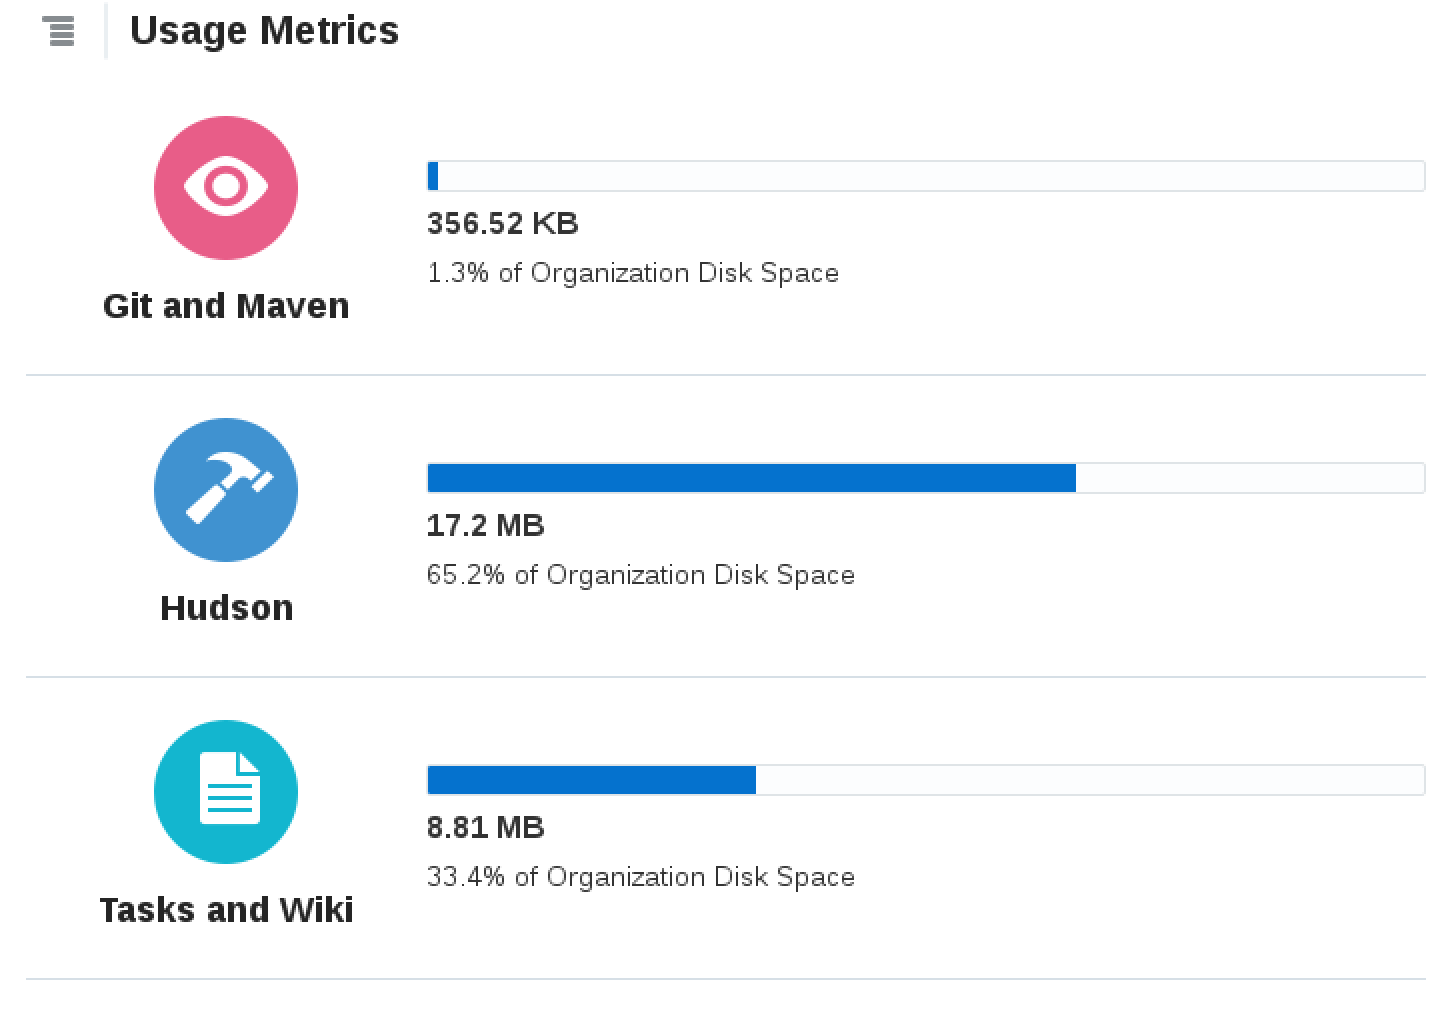 Usage Metrics
356.52 KB
1.3% of Organization Disk Space
Git and Maven
17.2 MB
65.2% of Organization Disk Space
Hudson
8.81 MB
33.4% of Organization Disk Space
Tasks and Wiki